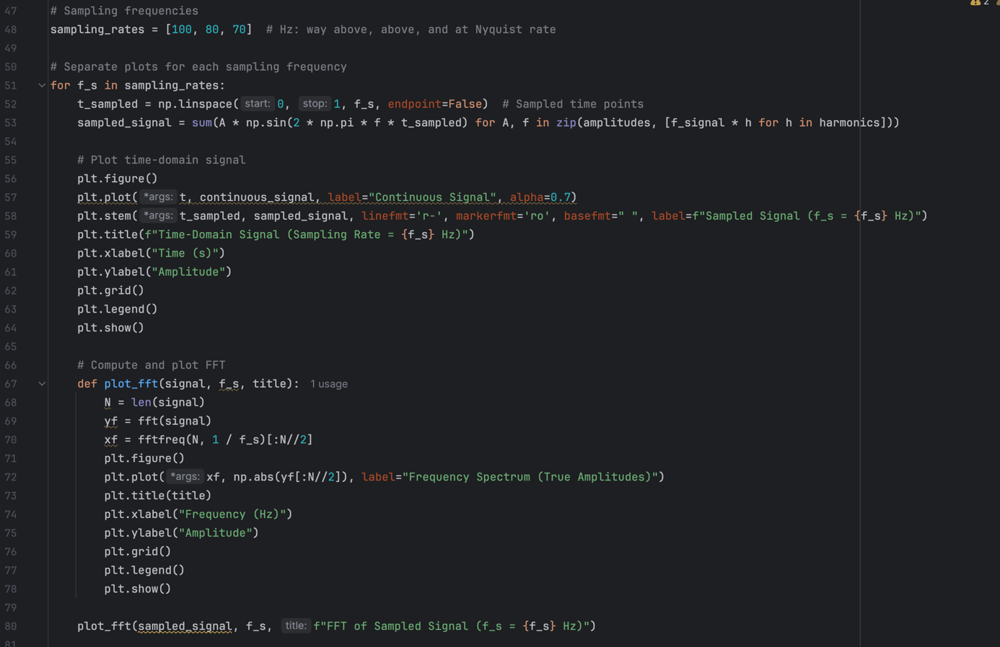 2
47 # Sampling frequencies
48 sampling_rates = [100, 80, 70]  # Hz: way above, above, and at Nyquist rate
49
50 # Separate plots for each sampling frequency
51 for f_s in sampling_rates:
52     t_sampled = np.linspace( start: 0,  stop: 1, f_s, endpoint=False)  # Sampled time points
53     sampled_signal = sum(A * np.sin(2 * np.pi * f * t_sampled) for A, f in zip(amplitudes, [f_signal * h for h in harmonics]))
54
55     # Plot time-domain signal
56     plt.figure()
57     plt.plot( *args: t, continuous_signal, label="Continuous Signal", alpha=0.7)
58     plt.stem( *args: t_sampled, sampled_signal, linefmt='r-', markerfmt='ro', basefmt=" ", label=f"Sampled Signal (f_s = {f_s} Hz)")
59     plt.title(f"Time-Domain Signal (Sampling Rate = {f_s} Hz)")
60     plt.xlabel("Time (s)")
61     plt.ylabel("Amplitude")
62     plt.grid()
63     plt.legend()
64     plt.show()
65
66     # Compute and plot FFT
67     def plot_fft(signal, f_s, title):  1 usage
68         N = len(signal)
69         yf = fft(signal)
70         xf = fftfreq(N, 1 / f_s)[:N//2]
71         plt.figure()
72         plt.plot( *args: xf, np.abs(yf[:N//2]), label="Frequency Spectrum (True Amplitudes)")
73         plt.title(title)
74         plt.xlabel("Frequency (Hz)")
75         plt.ylabel("Amplitude")
76         plt.grid()
77         plt.legend()
78         plt.show()
79
80     plot_fft(sampled_signal, f_s,  title: f"FFT of Sampled Signal (f_s = {f_s} Hz)")
81